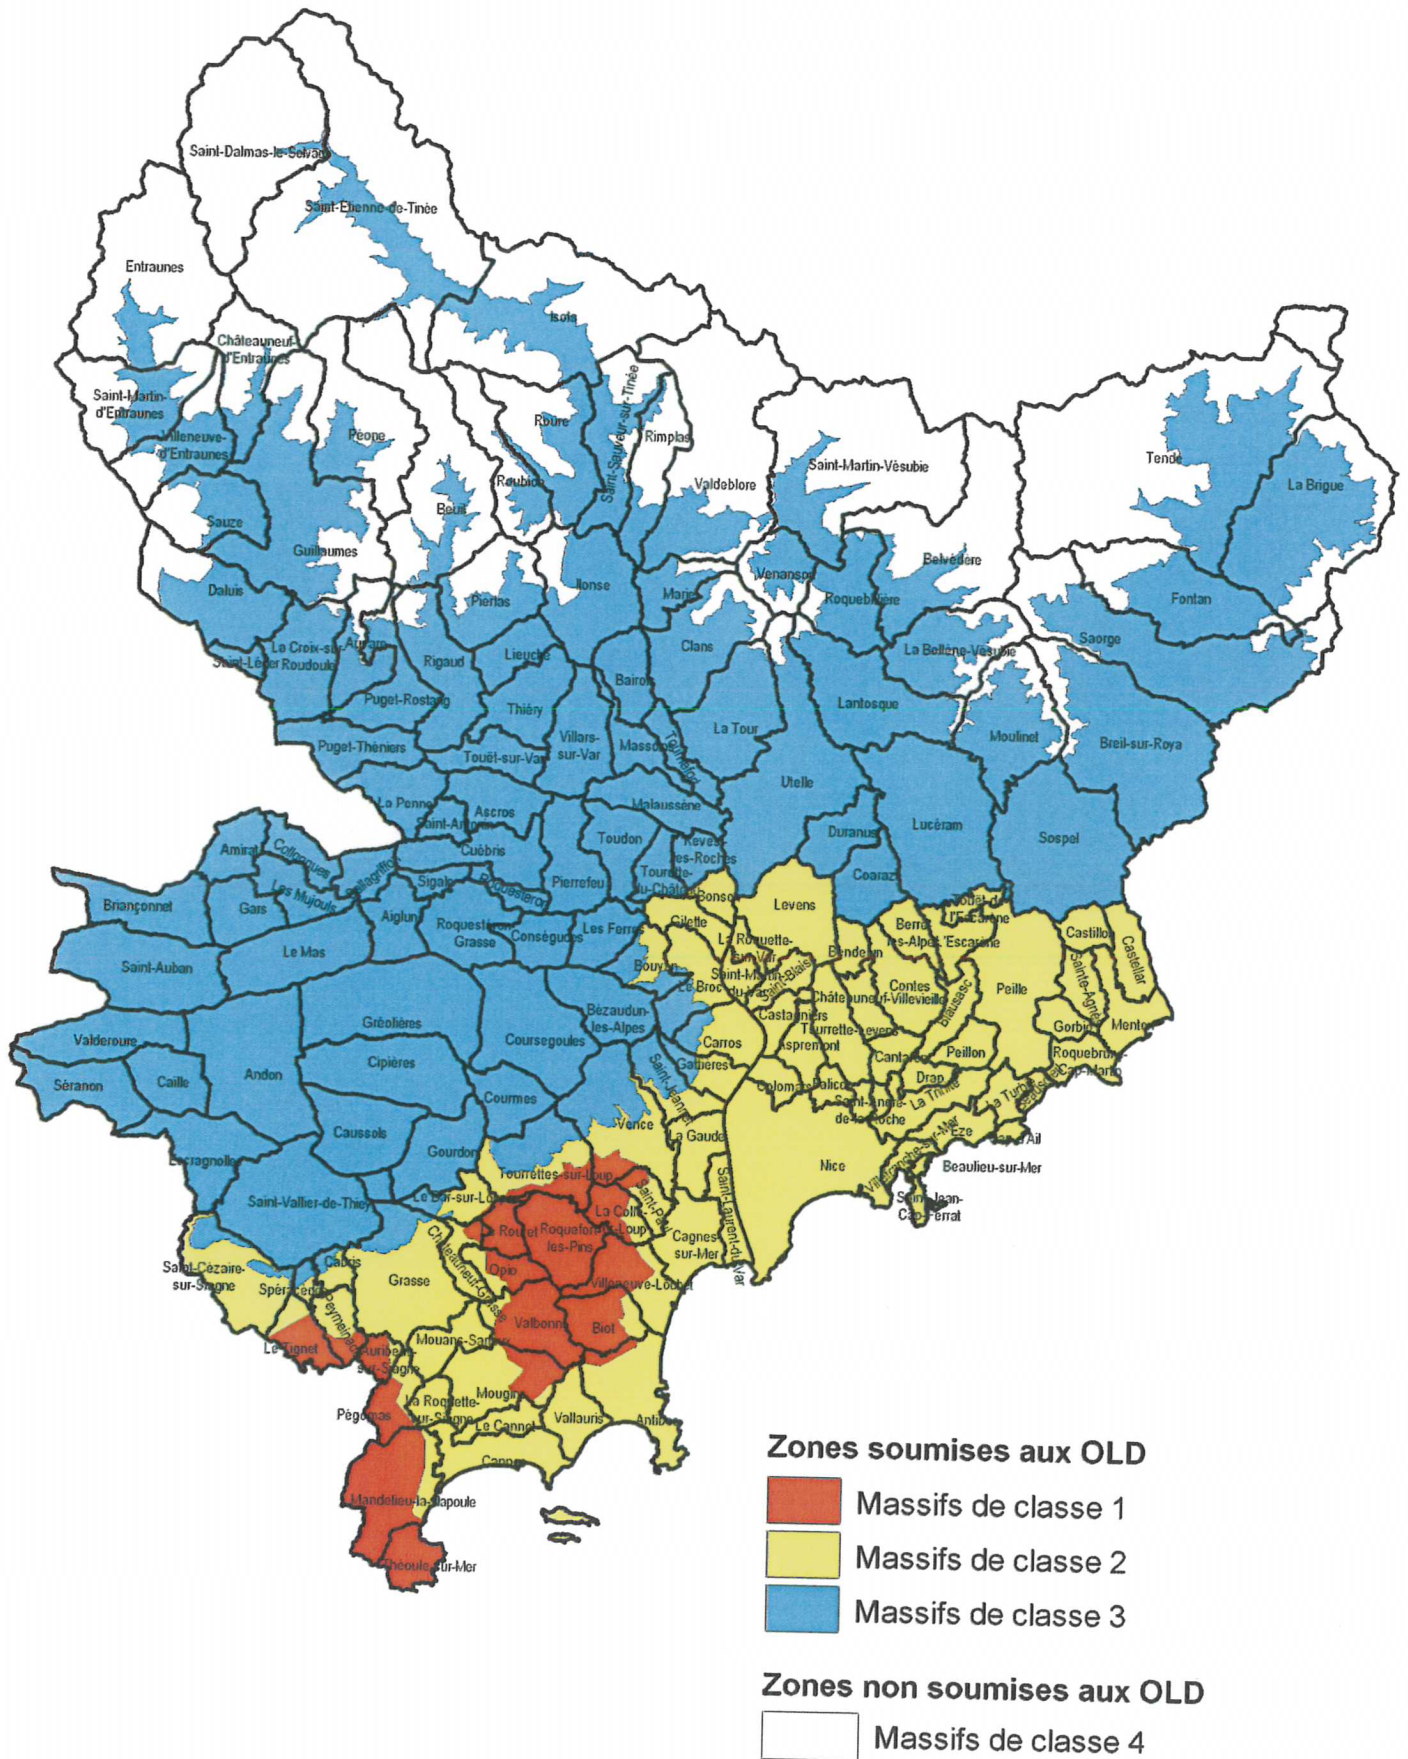 Saint-Dalmas-le-Selvage
Saint-Etienne-de-Tinée
Entraunes
Isola
Châteauneuf-
d'Entraunes
Saint-Martin-
d'Entraunes
Villeneuve-
d'Entraunes
Péone
Roure
Saint-Sauveur-sur-Tinée
Rimplas
Saint-Martin-Vésubie
Valdeblore
Tende
La Brigue
Roubion
Beuil
Sauze
Guillaumes
Daluis
Pierlas
Ilonse
Marie
Venanson
Belvédère
Roquebillière
Fontan
Saorge
La Croix-sur-
Roudoule
Auvare
Saint-Léger
Rigaud
Lieuche
Clans
La Bollène-Vésubie
Bairols
Puget-Rostang
Thiéry
Lantosque
La Tour
Moulinet
Breil-sur-Roya
Puget-Théniers
Touët-sur-Var
Villars-
sur-Var
Massoins
Tournefort
Utelle
La Penne
Saint-Antonin
Ascros
Malaussène
Toudon
Revest-
les-Roches
Duranus
Lucéram
Sospel
Amirat
Collongues
Cuébris
Tourette-
du-Château
Coaraze
Briançonnet
Gars
Les Mujouls
Sallagriffon
Sigale
Roquesteron
Pierrefeu
Bonson
Levens
Touët-de-
l'Escarène
Aiglun
Roquestéron-
Grasse
Conségudes
Les Ferres
Gilette
La Roquette-
sur-Var
Bendejun
Berre-
les-Alpes
L'Escarène
Castillon
Castellar
Le Mas
Saint-Auban
Bouyon
Le Broc
Saint-Martin-
du-Var
Saint-Blaise
Châteauneuf-Villevieille
Contes
Blausasc
Peille
Sainte-Agnès
Gréolières
Bézaudun-
les-Alpes
Castagniers
Tourrette-Levens
Gorbio
Menton
Valderoure
Cipières
Coursegoules
Carros
Aspremont
Cantaron
Peillon
Roquebrune-
Cap-Martin
Séranon
Caille
Andon
Saint-Jeannet
Gattières
Colomars
Falicon
Drap
La Trinité
La Turbie
Beausoleil
Courmes
Saint-André-
de-la-Roche
Caussols
Gourdon
Vence
La Gaude
Eze
Cap-d'Ail
Escragnolles
Tourrettes-sur-Loup
Nice
Villefranche-sur-Mer
Beaulieu-sur-Mer
Saint-Vallier-de-Thiey
Le Bar-sur-Loup
Saint-Paul
Saint-Laurent-du-Var
Saint-Jean-
Cap-Ferrat
Le Rouret
Roquefort-
les-Pins
La Colle-
sur-Loup
Cagnes-
sur-Mer
Châteauneuf-Grasse
Saint-Cézaire-
sur-Siagne
Spéracedes
Cabris
Grasse
Opio
Villeneuve-Loubet
Peymeinade
Valbonne
Biot
Le Tignet
Auribeau-
sur-Siagne
Mouans-Sartoux
Pégomas
La Roquette-
sur-Siagne
Mougins
Le Cannet
Vallauris
Antibes
Cannes
Mandelieu-la-Napoule
Théoule-sur-Mer
Zones soumises aux OLD
Massifs de classe 1
Massifs de classe 2
Massifs de classe 3
Zones non soumises aux OLD
Massifs de classe 4